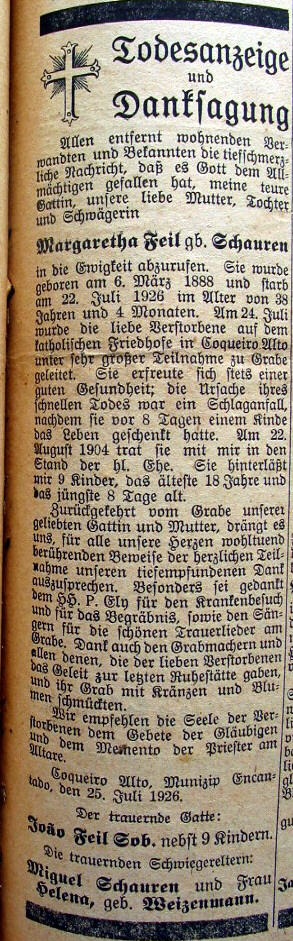 Todesanzeige
und
Danksagung
Allen entfernt wohnenden Ver-
wandten und Bekannten die tiefschmerz-
liche Nachricht, daß es Gott dem All-
mächtigen gefallen hat, meine teure
Gattin, unsere liebe Mutter, Tochter
und Schwägerin
Margaretha Feil gb. Schauren
in die Ewigkeit abzurufen. Sie wurde
geboren am 6. März 1888 und starb
am 22. Juli 1926 im Alter von 38
Jahren und 4 Monaten. Am 24. Juli
wurde die liebe Verstorbene auf dem
katholischen Friedhofe in Coqueiro Alto
unter sehr großer Teilnahme zu Grabe
geleitet. Sie erfreute sich stets einer
guten Gesundheit; die Ursache ihres
schnellen Todes war ein Schlaganfall,
nachdem sie vor 8 Tagen einem Kinde
das Leben geschenkt hatte. Am 22.
August 1904 trat sie mit mir in den
Stand der hl. Ehe. Sie hinterläßt
mir 9 Kinder, das älteste 18 Jahre und
das jüngste 8 Tage alt.
Zurückgekehrt vom Grabe unserer
geliebten Gattin und Mutter, drängt es
uns, für alle unsere Herzen wohltuend
berührenden Beweise der herzlichen Teil-
nahme unseren tiefempfundenen Dank
auszusprechen. Besonders sei gedankt
dem HH. P. Ely für den Krankenbesuch
und für das Begräbnis, sowie den Sän-
gern für die schönen Trauerlieder am
Grabe. Dank auch den Grabmachern und
allen denen, die der lieben Verstorbenen
das Geleit zur letzten Ruhestätte gaben,
und ihr Grab mit Kränzen und Blu-
men schmückten.
Wir empfehlen die Seele der Ver-
storbenen dem Gebete der Gläubigen
und dem Memento der Priester am
Altare.
Coqueiro Alto, Munizip Encan-
tado, den 25. Juli 1926.
Der trauernde Gatte:
João Feil Sob. nebst 9 Kindern.
Die trauernden Schwiegereltern:
Miguel Schauren und Frau
Helena, geb. Weizenmann.